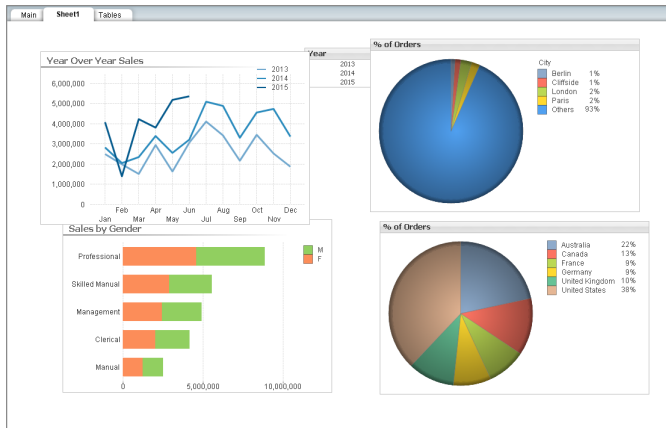 Main Sheet1 Tables
Year Over Year Sales
2013
2014
2015
6,000,000
5,000,000
4,000,000
3,000,000
2,000,000
1,000,000
0
Feb Apr Jun Aug Oct Dec
Jan Mar May Jul Sep Nov
Year
2013
2014
2015
% of Orders
City
Berlin 1%
Cliffside 1%
London 2%
Paris 2%
Others 93%
Sales by Gender
M
F
Professional
Skilled Manual
Management
Clerical
Manual
0 5,000,000 10,000,000
% of Orders
Australia 22%
Canada 13%
France 9%
Germany 9%
United Kingdom 10%
United States 38%